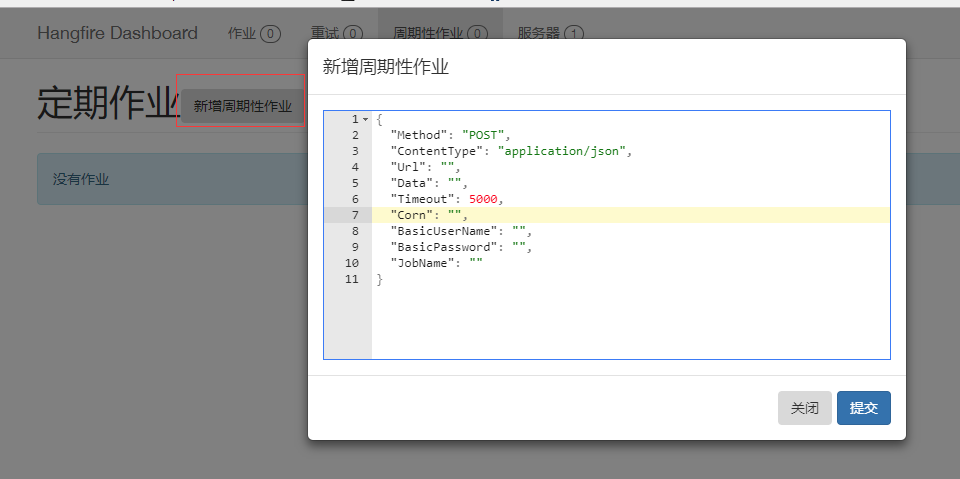 Hangfire Dashboard 作业 0 重试 0 周期性作业 0 服务器 1
定期作业 新增周期性作业
没有作业
新增周期性作业
1 {
2 "Method": "POST",
3 "ContentType": "application/json",
4 "Url": "",
5 "Data": "",
6 "Timeout": 5000,
7 "Corn": "",
8 "BasicUserName": "",
9 "BasicPassword": "",
10 "JobName": ""
11 }
关闭 提交